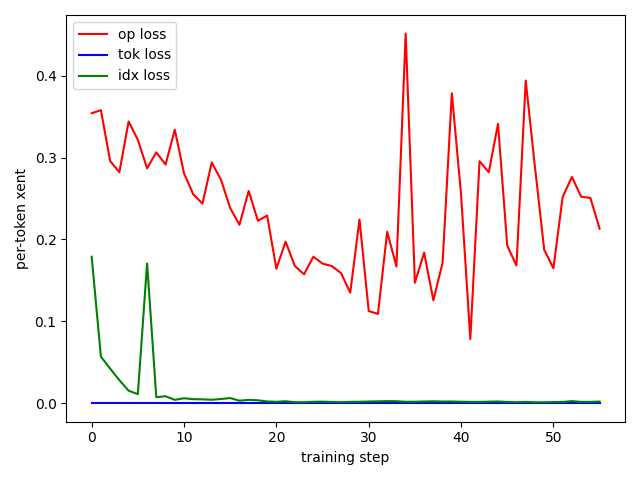 op loss
tok loss
idx loss
0.4
0.3
0.2
0.1
0.0
per-token xent
0 10 20 30 40 50
training step